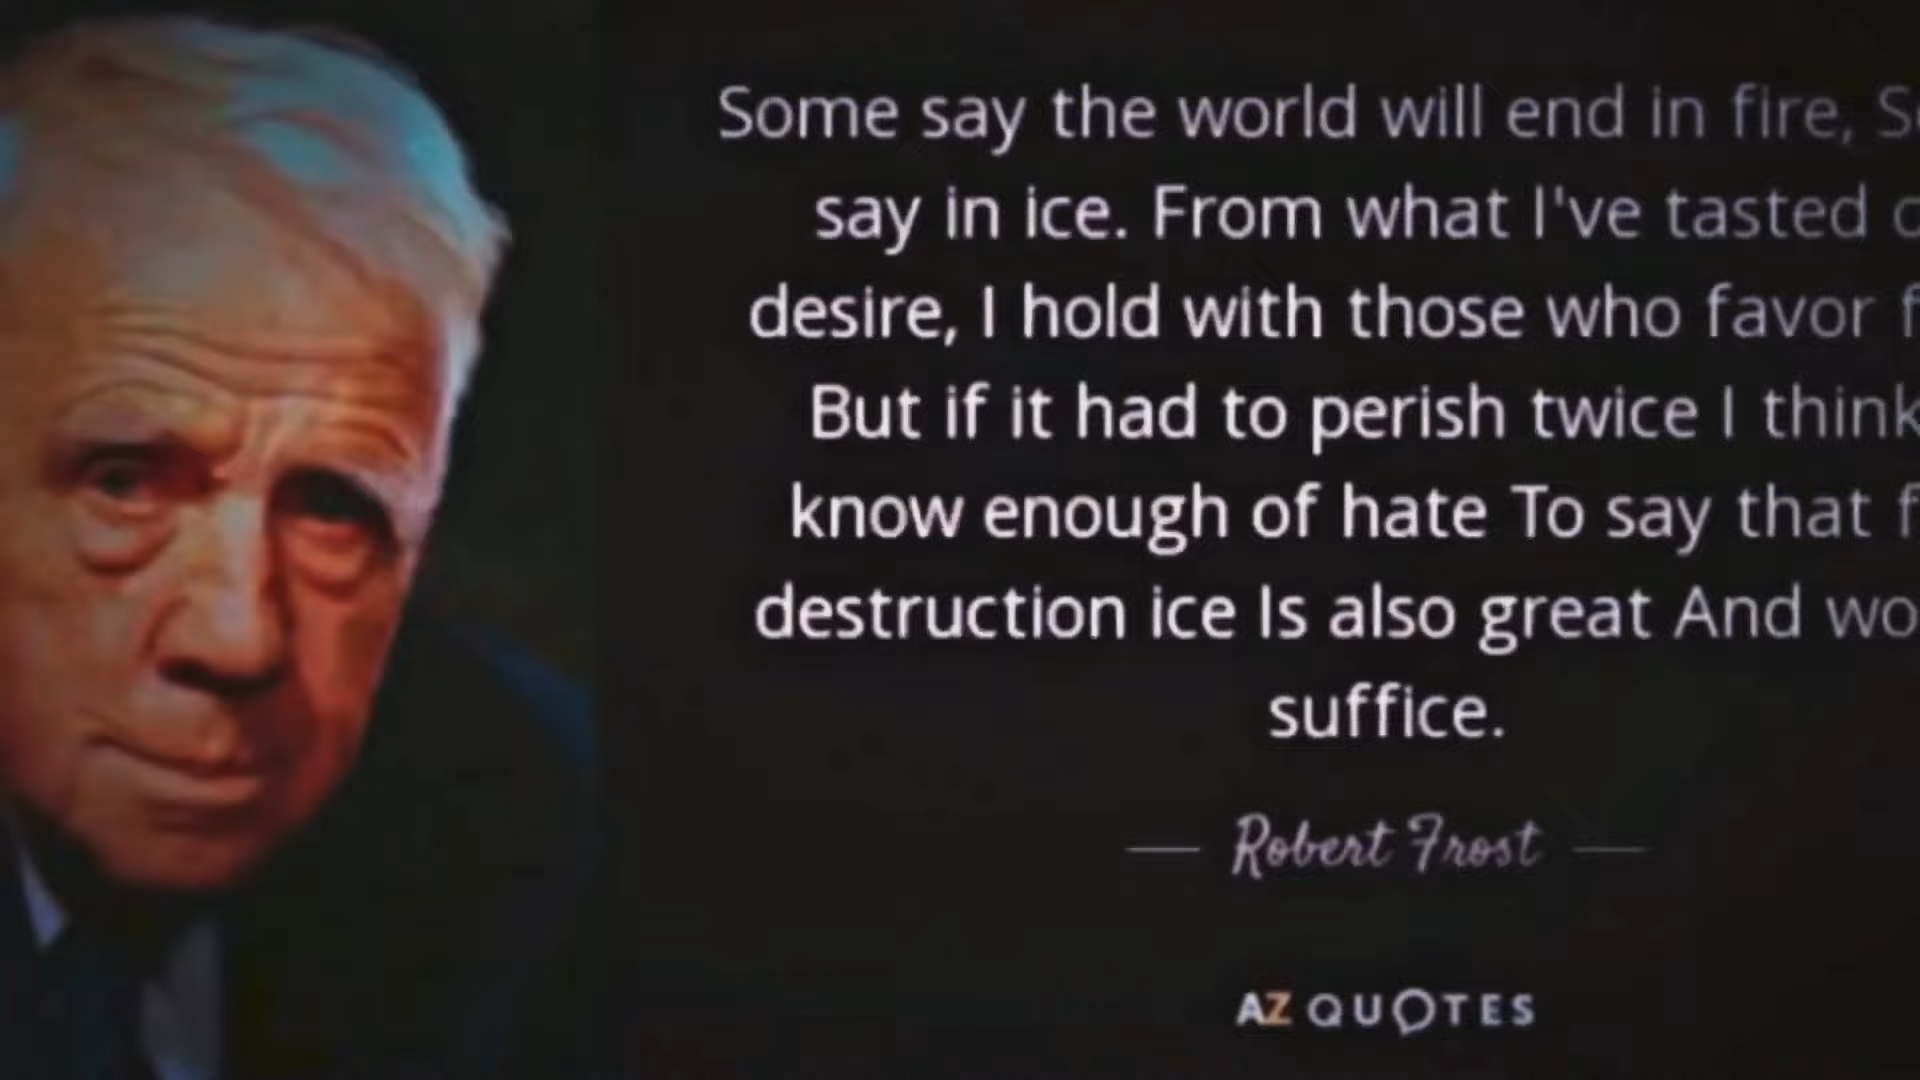 Some say the world will end in fire,
say in ice. From what I've tasted
desire, I hold with those who favor
But if it had to perish twice I think
know enough of hate To say that
destruction ice Is also great And
suffice.
Robert Frost
AZ QUOTES